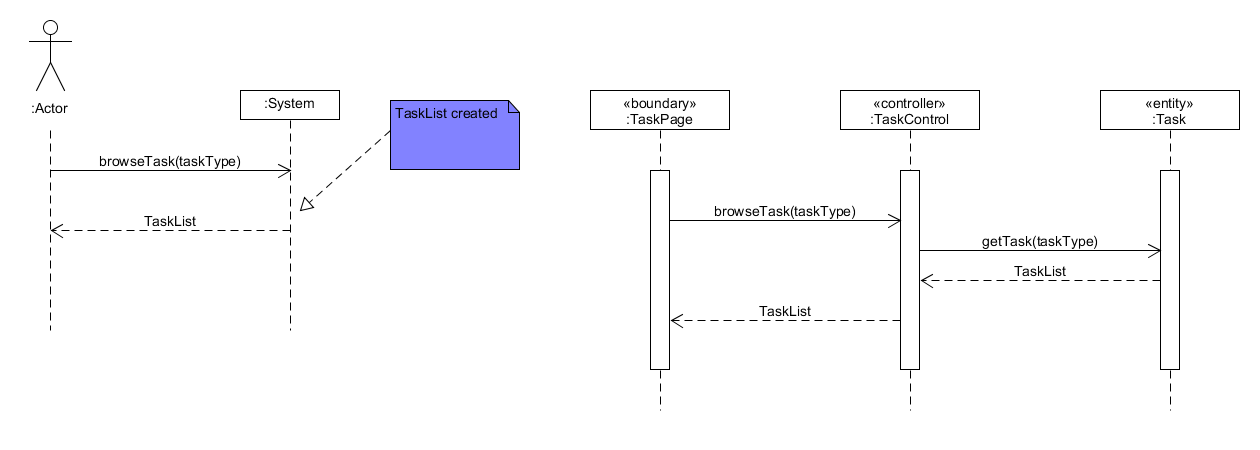 :Actor
:System
TaskList created
browseTask(taskType)
TaskList
«boundary»
:TaskPage
«controller»
:TaskControl
«entity»
:Task
browseTask(taskType)
getTask(taskType)
TaskList
TaskList